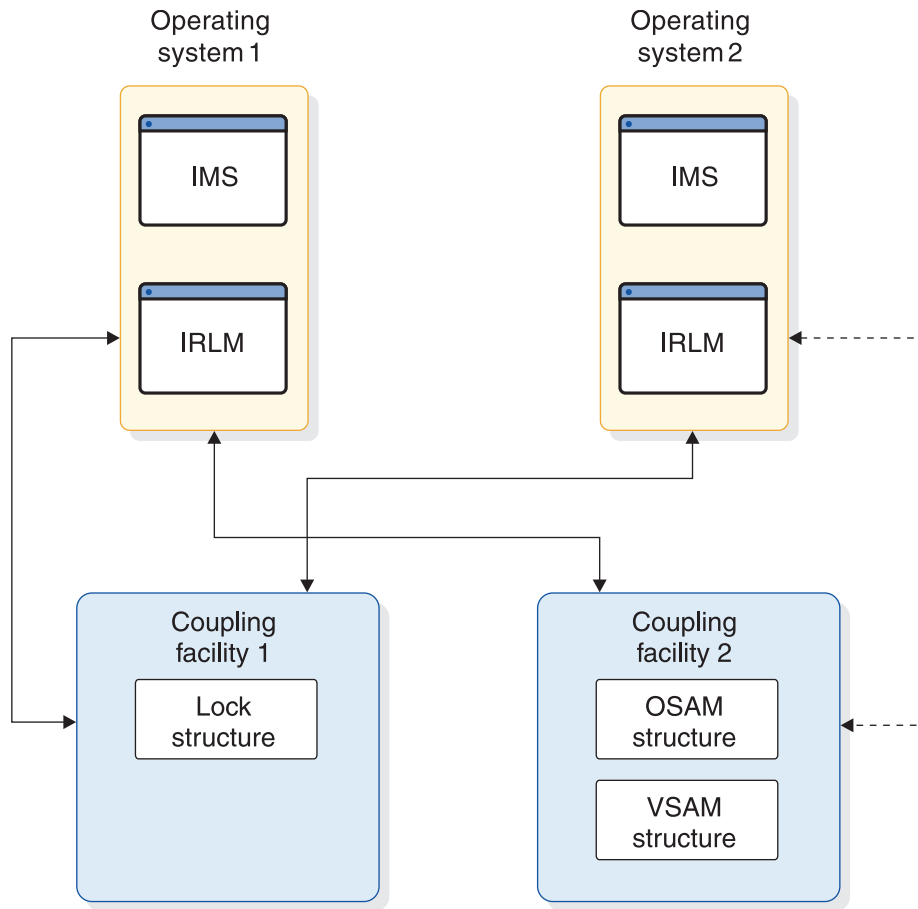 Operating
system 1
Operating
system 2
IMS
IMS
IRLM
IRLM
Coupling
facility 1
Coupling
facility 2
Lock
structure
OSAM
structure
VSAM
structure